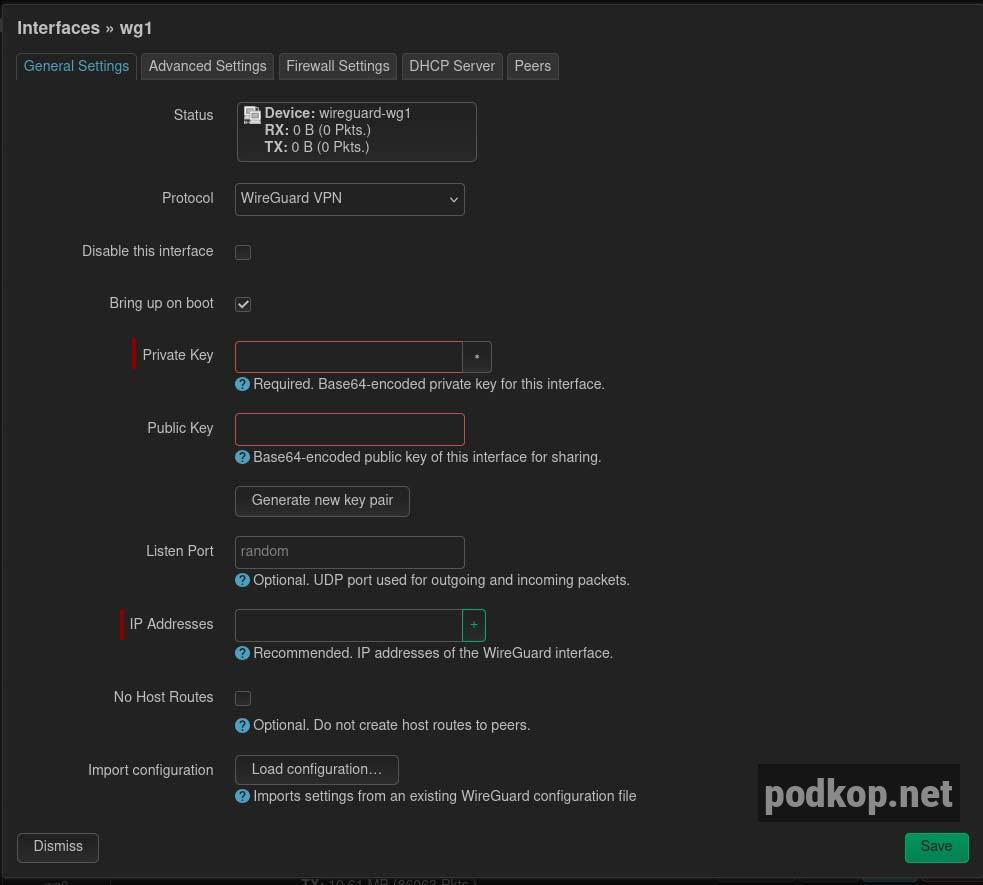 Interfaces » wg1
General Settings Advanced Settings Firewall Settings DHCP Server Peers
Status
Device: wireguard-wg1
RX: 0 B (0 Pkts.)
TX: 0 B (0 Pkts.)
Protocol WireGuard VPN
Disable this interface
Bring up on boot
Private Key *
Required. Base64-encoded private key for this interface.
Public Key
Base64-encoded public key of this interface for sharing.
Generate new key pair
Listen Port random
Optional. UDP port used for outgoing and incoming packets.
IP Addresses +
Recommended. IP addresses of the WireGuard interface.
No Host Routes
Optional. Do not create host routes to peers.
Import configuration Load configuration...
Imports settings from an existing WireGuard configuration file
podkop.net
Dismiss Save